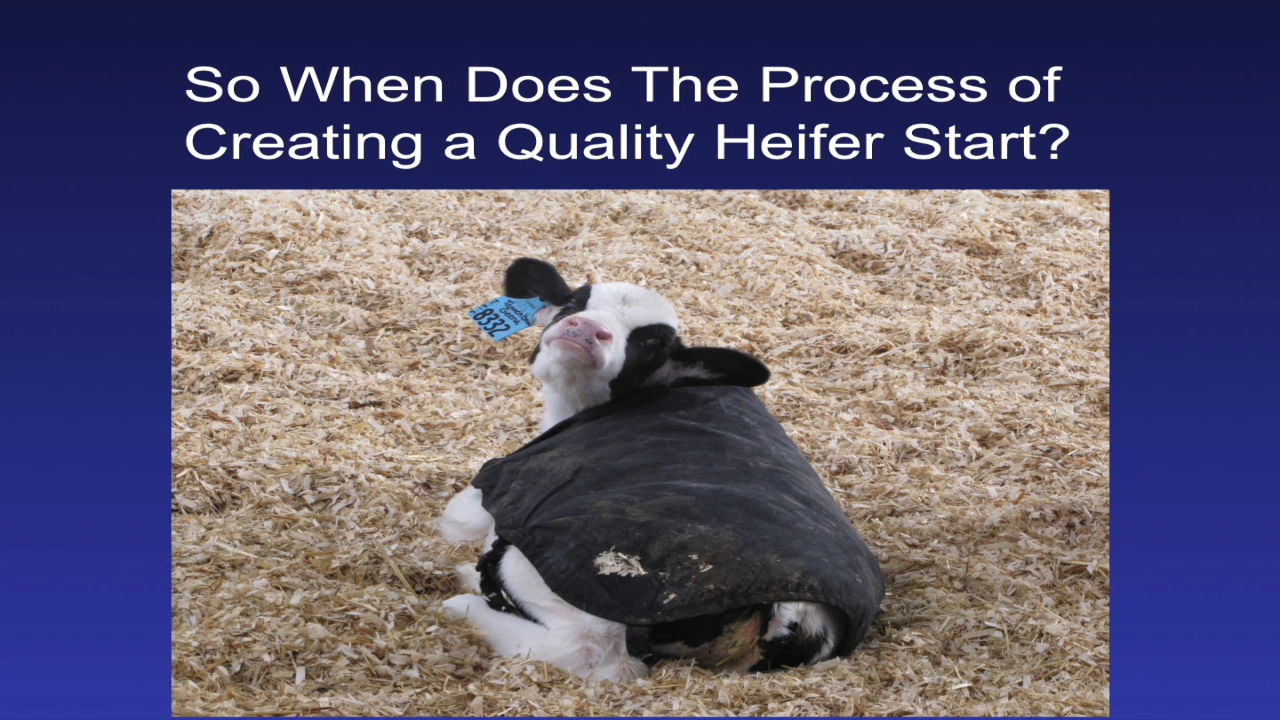 So When Does The Process of
Creating a Quality Heifer Start?
8332